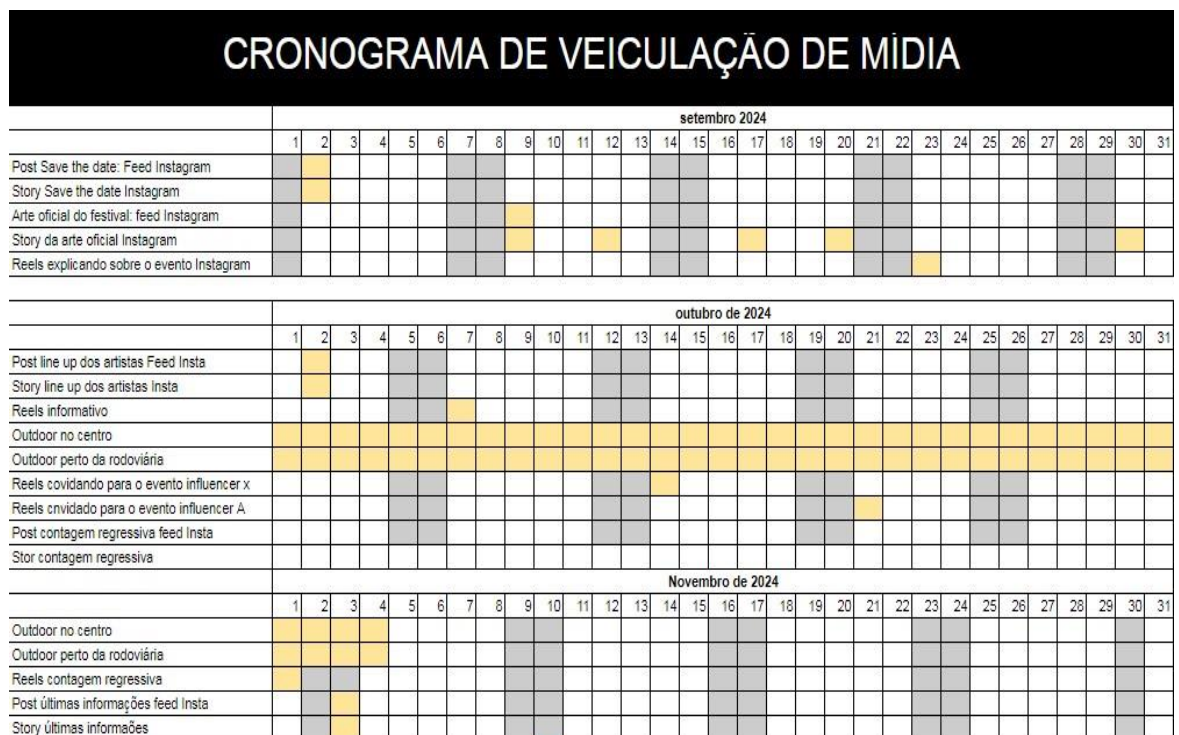 CRONOGRAMA DE VEICULAÇÃO DE MÍDIA
setembro 2024
1 2 3 4 5 6 7 8 9 10 11 12 13 14 15 16 17 18 19 20 21 22 23 24 25 26 27 28 29 30 31
Post Save the date: Feed Instagram
Story Save the date Instagram
Arte oficial do festival: feed Instagram
Story da arte oficial Instagram
Reels explicando sobre o evento Instagram
outubro de 2024
1 2 3 4 5 6 7 8 9 10 11 12 13 14 15 16 17 18 19 20 21 22 23 24 25 26 27 28 29 30 31
Post line up dos artistas Feed Insta
Story line up dos artistas Insta
Reels informativo
Outdoor no centro
Outdoor perto da rodoviária
Reels covidando para o evento influencer x
Reels cnvidado para o evento influencer A
Post contagem regressiva feed Insta
Stor contagem regressiva
Novembro de 2024
1 2 3 4 5 6 7 8 9 10 11 12 13 14 15 16 17 18 19 20 21 22 23 24 25 26 27 28 29 30 31
Outdoor no centro
Outdoor perto da rodoviária
Reels contagem regressiva
Post últimas informações feed Insta
Story últimas informaões